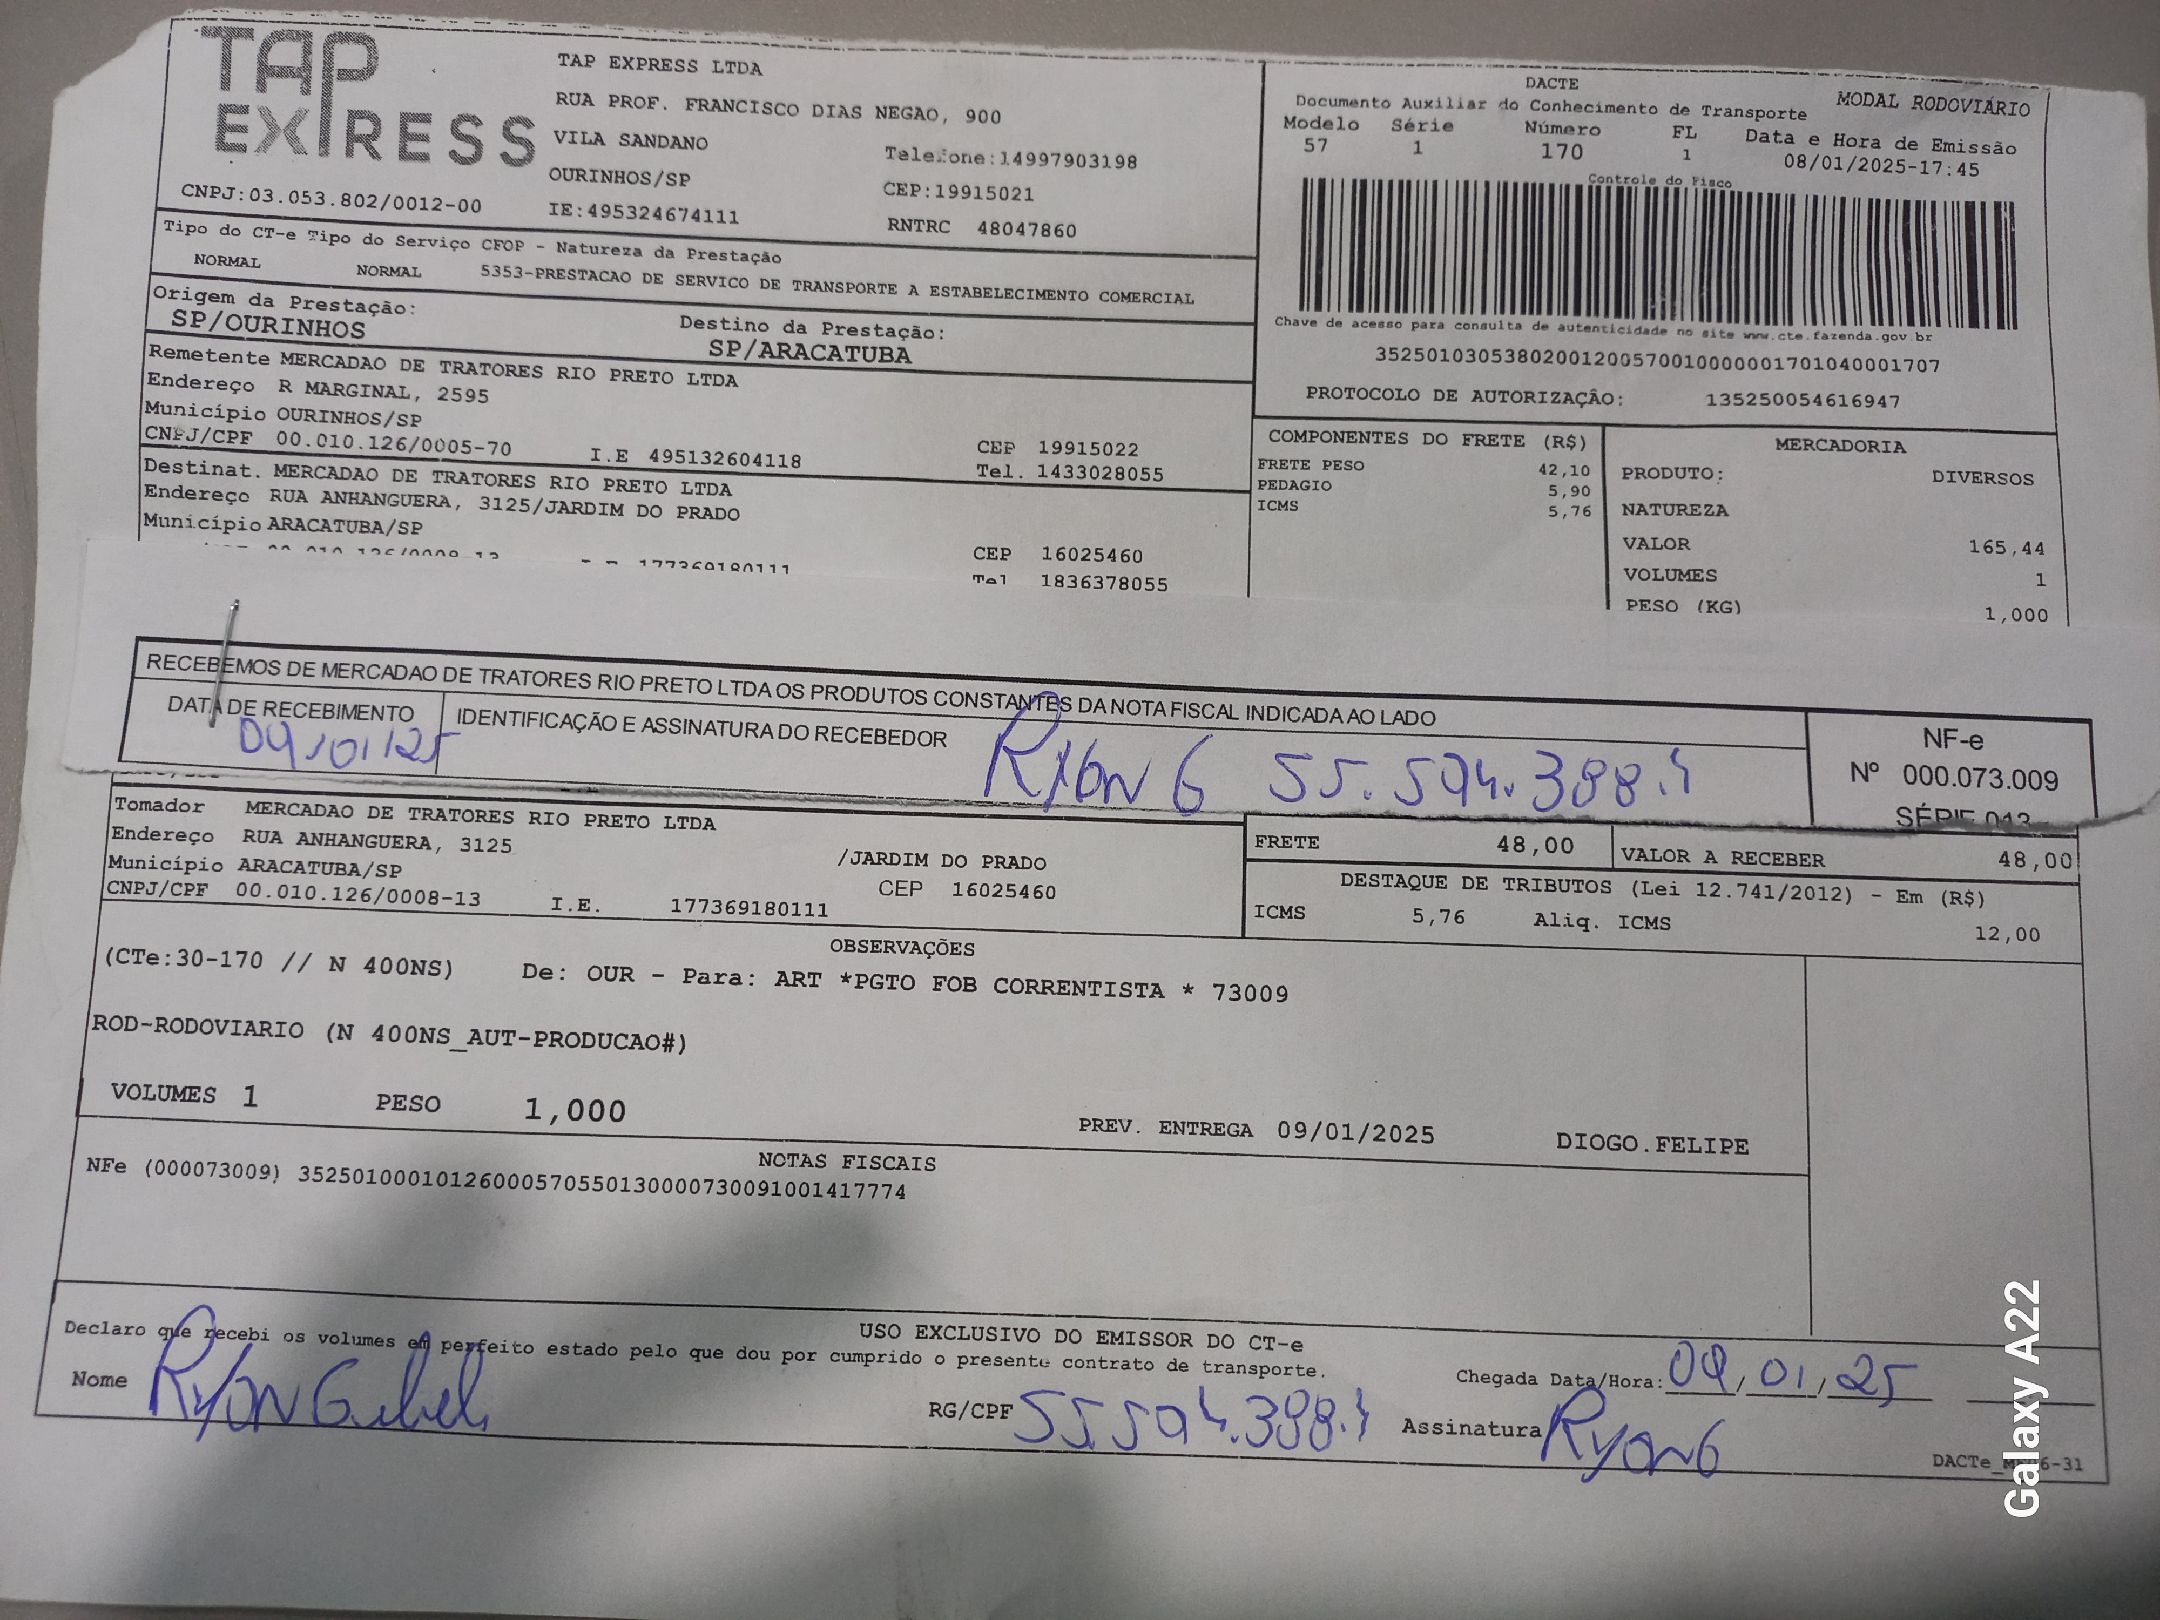 TAP
EXPRESS
TAP EXPRESS LTDA
RUA PROF. FRANCISCO DIAS NEGAO, 900
VILA SANDANO
Telefone:14997903198
OURINHOS/SP
CEP:19915021
CNPJ:03.053.802/0012-00
IE:495324674111
RNTRC 48047860
DACTE
MODAL RODOVIÁRIO
Documento Auxiliar do Conhecimento de Transporte
Modelo Série Número FL Data e Hora de Emissão
57 1 170 1 08/01/2025-17:45
Controle do Fisco
Chave de acesso para consulta de autenticidade no site www.cte.fazenda.gov.br
35250103053802001200570010000001701040001707
PROTOCOLO DE AUTORIZAÇÃO: 135250054616947
Tipo do CT-e Tipo do Serviço CFOP - Natureza da Prestação
NORMAL NORMAL 5353-PRESTACAO DE SERVICO DE TRANSPORTE A ESTABELECIMENTO COMERCIAL
Origem da Prestação: Destino da Prestação:
SP/OURINHOS SP/ARACATUBA
Remetente MERCADAO DE TRATORES RIO PRETO LTDA
Endereço R MARGINAL, 2595
Município OURINHOS/SP CEP 19915022
CNPJ/CPF 00.010.126/0005-70 I.E 495132604118 Tel. 1433028055
Destinat. MERCADAO DE TRATORES RIO PRETO LTDA
Endereço RUA ANHANGUERA, 3125/JARDIM DO PRADO
Município ARACATUBA/SP CEP 16025460
00.010.126/0008-13 177369180111 Tel 1836378055
COMPONENTES DO FRETE (R$)
FRETE PESO 42,10
PEDAGIO 5,90
ICMS 5,76
MERCADORIA
PRODUTO: DIVERSOS
NATUREZA
VALOR 165,44
VOLUMES 1
PESO (KG) 1,000
RECEBEMOS DE MERCADAO DE TRATORES RIO PRETO LTDA OS PRODUTOS CONSTANTES DA NOTA FISCAL INDICADA AO LADO
DATA DE RECEBIMENTO IDENTIFICAÇÃO E ASSINATURA DO RECEBEDOR
09/01/25 Ryan G
NF-e
Nº 000.073.009
SÉRIE 013
Tomador MERCADAO DE TRATORES RIO PRETO LTDA
Endereço RUA ANHANGUERA, 3125 /JARDIM DO PRADO
Município ARACATUBA/SP CEP 16025460
CNPJ/CPF 00.010.126/0008-13 I.E. 177369180111
FRETE 48,00 VALOR A RECEBER 48,00
DESTAQUE DE TRIBUTOS (Lei 12.741/2012) - Em (R$)
ICMS 5,76 Aliq. ICMS 12,00
OBSERVAÇÕES
(CTe:30-170 // N 400NS) De: OUR - Para: ART *PGTO FOB CORRENTISTA * 73009
ROD-RODOVIARIO (N 400NS_AUT-PRODUCAO#)
VOLUMES 1 PESO 1,000
PREV. ENTREGA 09/01/2025 DIOGO.FELIPE
NOTAS FISCAIS
NFe (000073009) 35250100010126000570550130000730091001417774
USO EXCLUSIVO DO EMISSOR DO CT-e
Declaro que recebi os volumes em perfeito estado pelo que dou por cumprido o presente contrato de transporte.
Nome Ryan
RG/CPF
Chegada Data/Hora: 09/01/25
Assinatura Ryan G
Galaxy A22